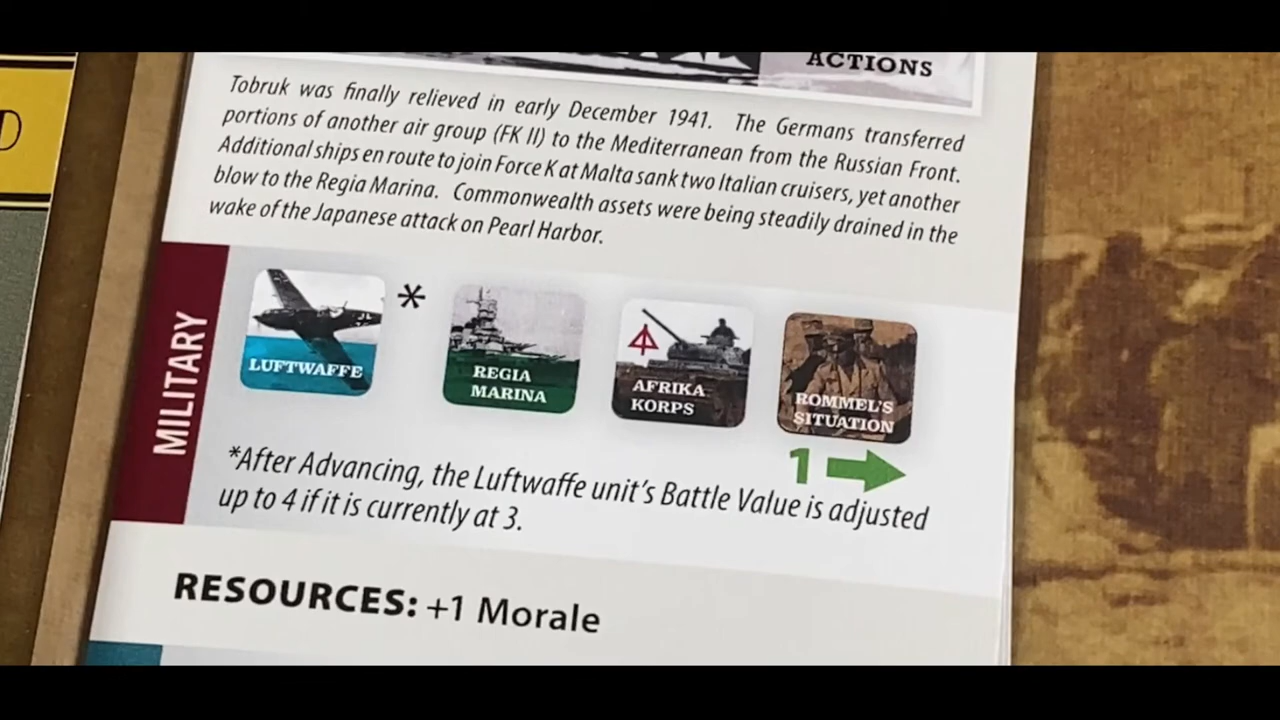 D
ACTIONS
Tobruk was finally relieved in early December 1941. The Germans transferred
portions of another air group (FK II) to the Mediterranean from the Russian Front.
Additional ships en route to join Force K at Malta sank two Italian cruisers, yet another
blow to the Regia Marina. Commonwealth assets were being steadily drained in the
wake of the Japanese attack on Pearl Harbor.
MILITARY
LUFTWAFFE
*
REGIA
MARINA
AFRIKA
KORPS
ROMMEL'S
SITUATION
1
*After Advancing, the Luftwaffe unit's Battle Value is adjusted
up to 4 if it is currently at 3.
RESOURCES: +1 Morale